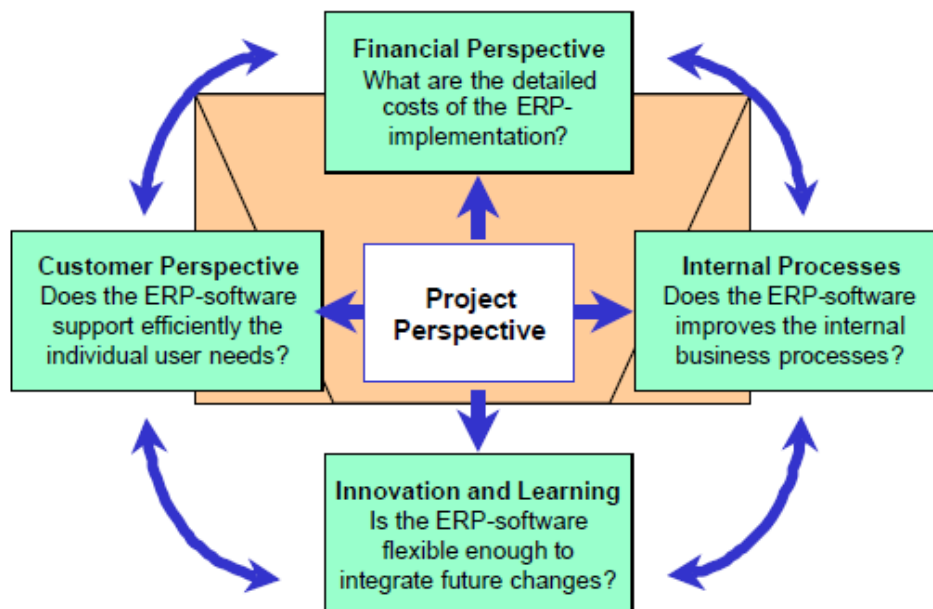 Financial Perspective
What are the detailed
costs of the ERP-
implementation?
Customer Perspective
Does the ERP-software
support efficiently the
individual user needs?
Project
Perspective
Internal Processes
Does the ERP-software
improves the internal
business processes?
Innovation and Learning
Is the ERP-software
flexible enough to
integrate future changes?